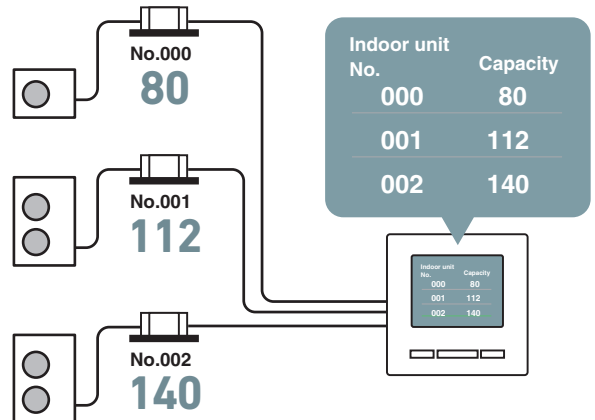 No.000
80
No.001
112
No.002
140
Indoor unit
No. Capacity
000 80
001 112
002 140
Indoor unit
No. Capacity
000 80
001 112
002 140